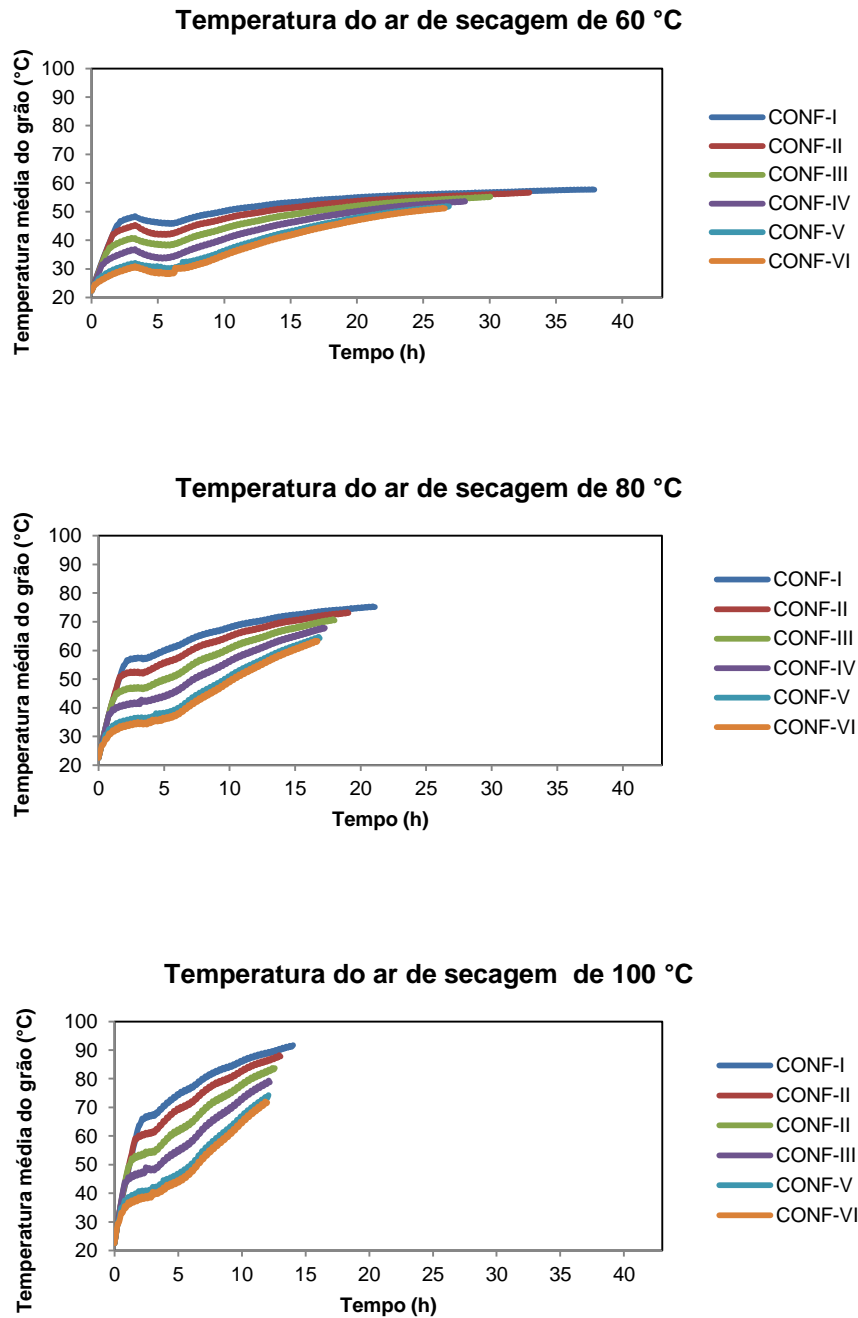 Temperatura do ar de secagem de 60 °C
Temperatura média do grão (°C)
100
90
80
70
60
50
40
30
20
0 5 10 15 20 25 30 35 40
Tempo (h)
CONF-I
CONF-II
CONF-III
CONF-IV
CONF-V
CONF-VI
Temperatura do ar de secagem de 80 °C
Temperatura média do grão (°C)
100
90
80
70
60
50
40
30
20
0 5 10 15 20 25 30 35 40
Tempo (h)
CONF-I
CONF-II
CONF-III
CONF-IV
CONF-V
CONF-VI
Temperatura do ar de secagem  de 100 °C
Temperatura média do grão (°C)
100
90
80
70
60
50
40
30
20
0 5 10 15 20 25 30 35 40
Tempo (h)
CONF-I
CONF-II
CONF-II
CONF-III
CONF-V
CONF-VI